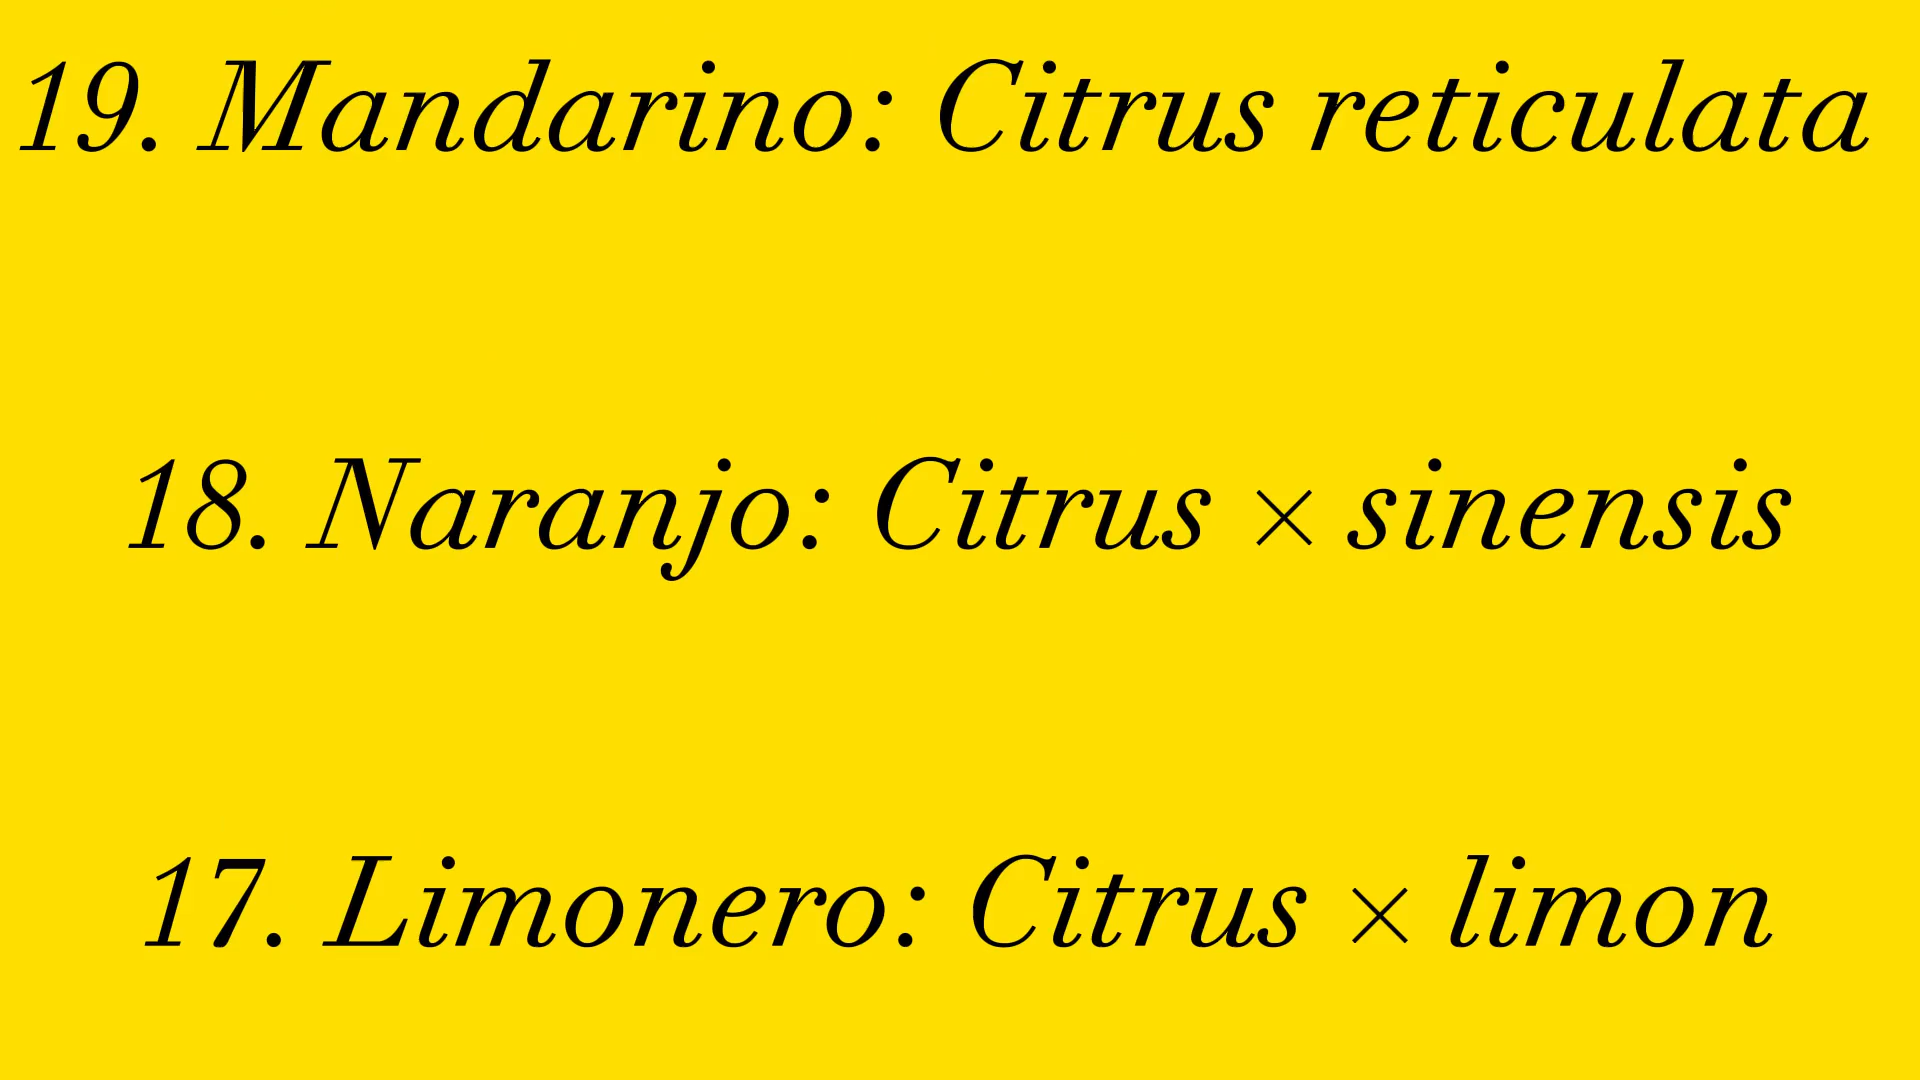 19. Mandarino: Citrus reticulata
18. Naranjo: Citrus × sinensis
17. Limonero: Citrus × limon